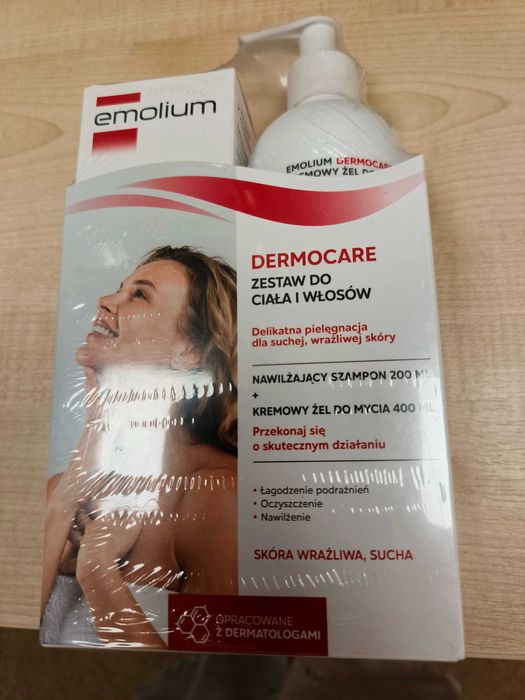 emolium
EMOLIUM DERMOCARE
ŻEL
DERMOCARE
ZESTAW DO
CIAŁA I WŁOSÓW
Delikatna pielęgnacja
dla suchej, wrażliwej skóry
NAWILŻAJĄCY SZAMPON 200 ML
+
KREMOWY ŻEL DO MYCIA 400 ML
Przekonaj się
o skutecznym działaniu
• Łagodzenie podrażnień
• Oczyszczenie
• Nawilżenie
SKÓRA WRAŻLIWA, SUCHA
OPRACOWANE
Z DERMATOLOGAMI